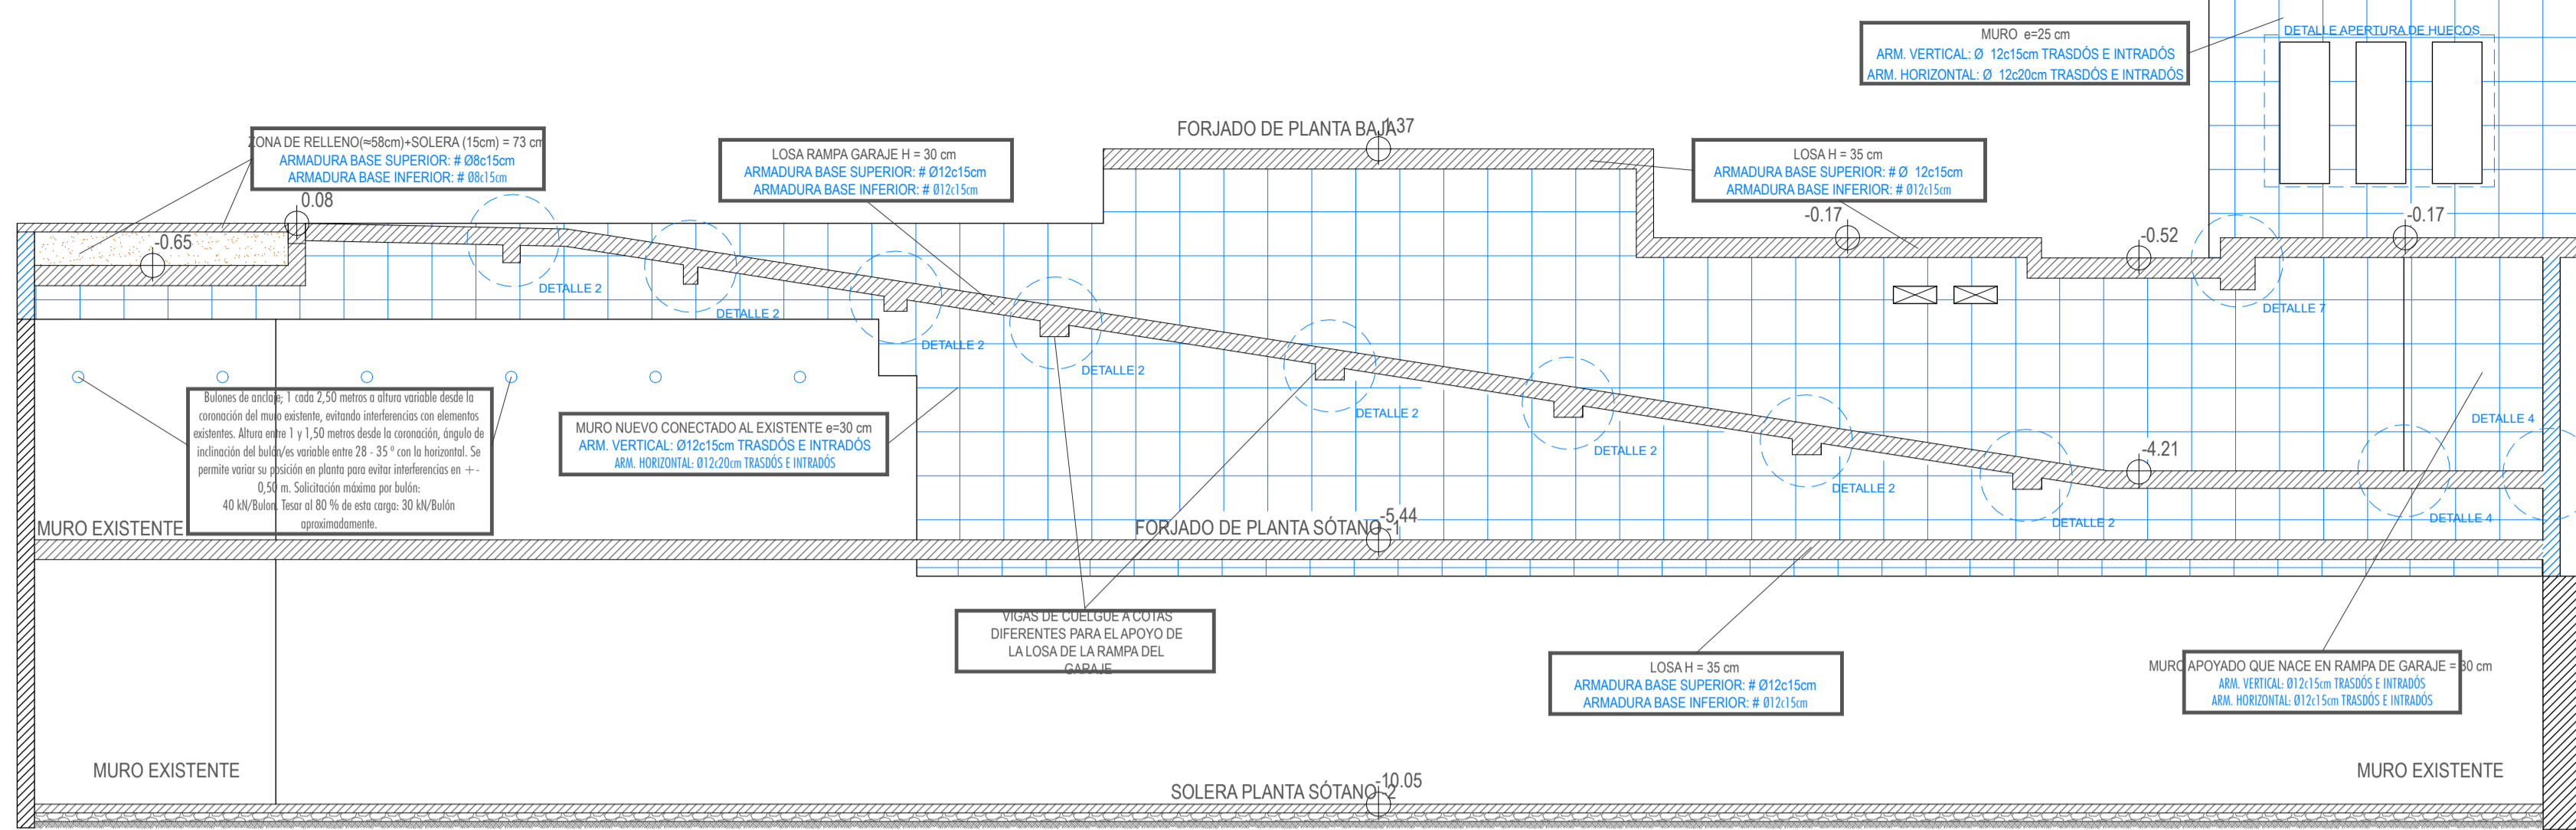 DETALLE APERTURA DE HUECOS
MURO e=25 cm
ARM. VERTICAL: Ø 12c15cm TRASDÓS E INTRADÓS
ARM. HORIZONTAL: Ø 12c20cm TRASDÓS E INTRADÓS
FORJADO DE PLANTA BAJA
1.37
ZONA DE RELLENO(≈58cm)+SOLERA (15cm) = 73 cm
ARMADURA BASE SUPERIOR: # Ø8c15cm
ARMADURA BASE INFERIOR: # Ø8c15cm
LOSA RAMPA GARAJE H = 30 cm
ARMADURA BASE SUPERIOR: # Ø12c15cm
ARMADURA BASE INFERIOR: # Ø12c15cm
LOSA H = 35 cm
ARMADURA BASE SUPERIOR: # Ø 12c15cm
ARMADURA BASE INFERIOR: # Ø12c15cm
0.08
-0.17
-0.17
-0.65
-0.52
DETALLE 2
DETALLE 2
DETALLE 7
DETALLE 2
DETALLE 2
DETALLE 2
DETALLE 4
DETALLE 2
-4.21
DETALLE 2
DETALLE 4
DETALLE 2
Bulones de anclaje; 1 cada 2,50 metros a altura variable desde la
coronación del muro existente, evitando interferencias con elementos
existentes. Altura entre 1 y 1,50 metros desde la coronación, ángulo de
inclinación del bulón/es variable entre 28 - 35 º con la horizontal. Se
permite variar su posición en planta para evitar interferencias en +-
0,50 m. Solicitación máxima por bulón:
40 kN/Bulon. Tesar al 80 % de esta carga: 30 kN/Bulón
aproximadamente.
MURO NUEVO CONECTADO AL EXISTENTE e=30 cm
ARM. VERTICAL: Ø12c15cm TRASDÓS E INTRADÓS
ARM. HORIZONTAL: Ø12c20cm TRASDÓS E INTRADÓS
MURO EXISTENTE
FORJADO DE PLANTA SÓTANO -1
-5.44
VIGAS DE CUELGUE A COTAS
DIFERENTES PARA EL APOYO DE
LA LOSA DE LA RAMPA DEL
GARAJE
LOSA H = 35 cm
ARMADURA BASE SUPERIOR: # Ø12c15cm
ARMADURA BASE INFERIOR: # Ø12c15cm
MURO APOYADO QUE NACE EN RAMPA DE GARAJE = 30 cm
ARM. VERTICAL: Ø12c15cm TRASDÓS E INTRADÓS
ARM. HORIZONTAL: Ø12c15cm TRASDÓS E INTRADÓS
MURO EXISTENTE
MURO EXISTENTE
SOLERA PLANTA SÓTANO -2
-10.05